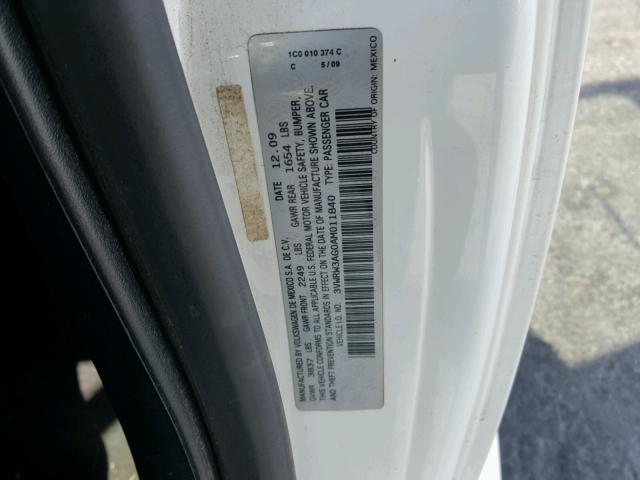 1C0 010 374 C
C 5/09
MANUFACTURED BY VOLKSWAGEN DE MEXICO S.A. DE C.V. DATE 12.09
GVWR 3837 LBS GAWR FRONT 2249 LBS GAWR REAR 1654 LBS
THIS VEHICLE CONFORMS TO ALL APPLICABLE U.S. FEDERAL MOTOR VEHICLE SAFETY, BUMPER,
AND THEFT PREVENTION STANDARDS IN EFFECT ON THE DATE OF MANUFACTURE SHOWN ABOVE.
VEHICLE I.D. NO. : 3VWRW3AG0AM011840 TYPE: PASSENGER CAR
COUNTRY OF ORIGIN: MEXICO